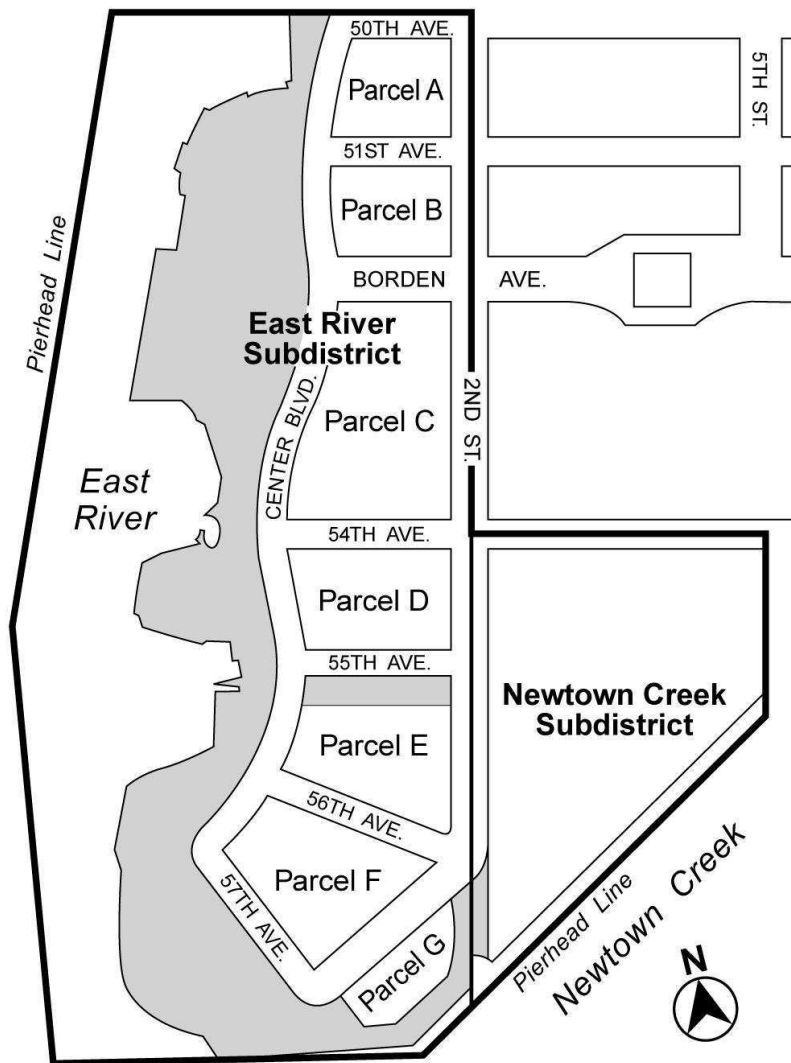 50TH AVE.
Parcel A
5TH ST.
51ST AVE.
Parcel B
Pierhead Line
BORDEN AVE.
East River
Subdistrict
CENTER BLVD.
Parcel C
2ND ST.
East
River
54TH AVE.
Parcel D
55TH AVE.
Newtown Creek
Subdistrict
Parcel E
56TH AVE.
Parcel F
57TH AVE.
Parcel G
Pierhead Line
Newtown Creek
N